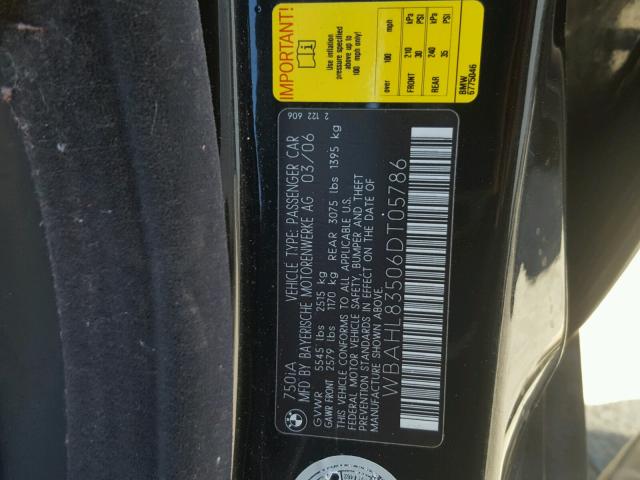 IMPORTANT!
Use inflation
pressure specified
above up to
100 mph only!
over 100 mph
kPa PSI kPa PSI
FRONT 210 30
REAR 240 35
BMW
6775046
2 122 606
750iA VEHICLE TYPE: PASSENGER CAR
MFD BY BAYERISCHE MOTORENWERKE AG 03/06
GVWR 5545 lbs 2515 kg
GAWR FRONT 2579 lbs 1170 kg REAR 3075 lbs 1395 kg
THIS VEHICLE CONFORMS TO ALL APPLICABLE U.S.
FEDERAL MOTOR VEHICLE SAFETY, BUMPER AND THEFT
PREVENTION STANDARDS IN EFFECT ON THE DATE OF
MANUFACTURE SHOWN ABOVE.
WBAHL83506DT05786